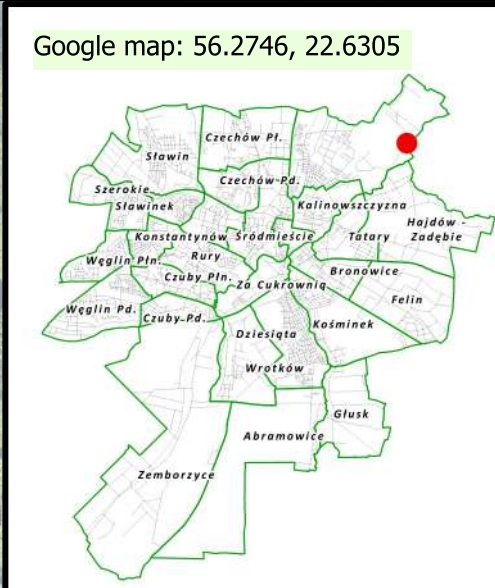 Google map: 56.2746, 22.6305
Czechów Pł.
Sławin
Czechów Pd.
Szerokie
Sławinek
Kalinowszczyzna
Hajdów -
Zadębie
Konstantynów
Śródmieście
Tatary
Węglin Płn.
Rury
Bronowice
Czuby Płn.
Za Cukrownią
Felin
Węglin Pd.
Czuby Pd.
Kośminek
Dziesiąta
Wrotków
Głusk
Abramowice
Zemborzyce